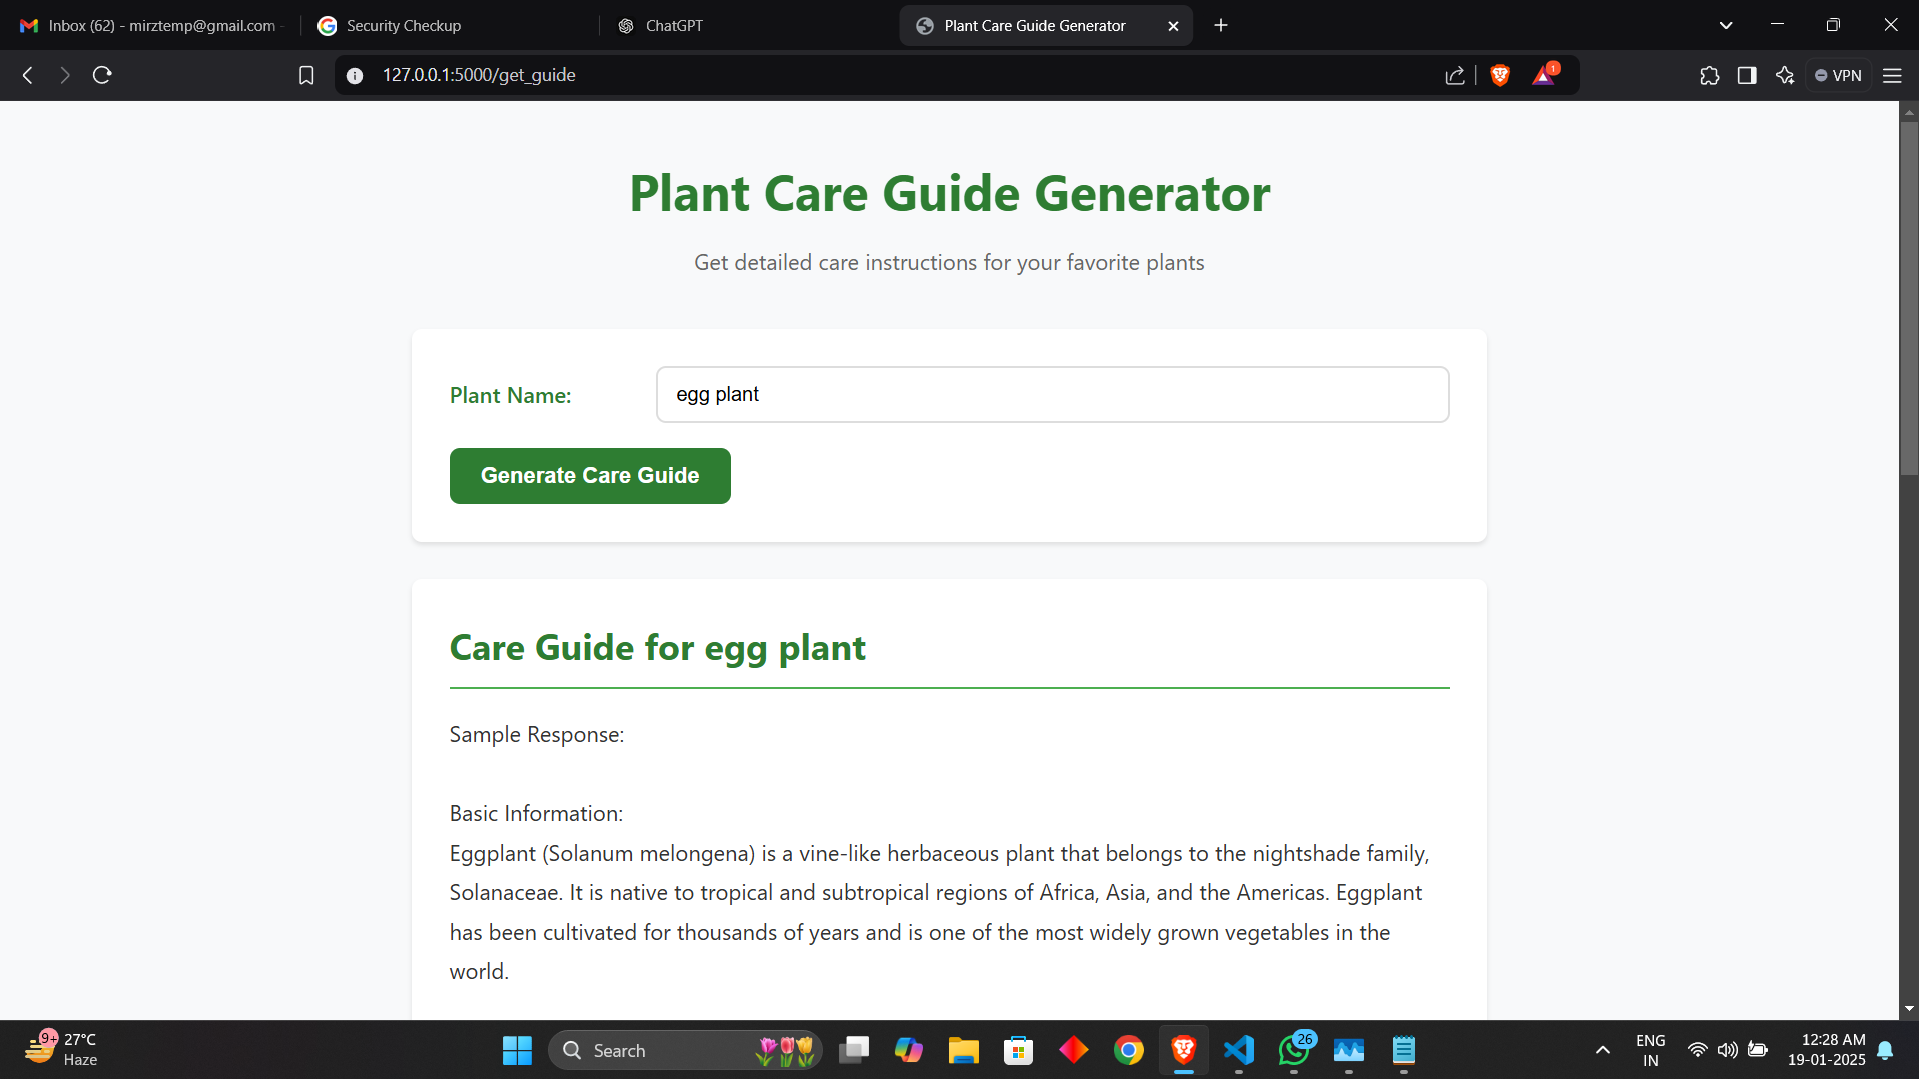 Inbox (62) - mirztemp@gmail.com -
Security Checkup
ChatGPT
Plant Care Guide Generator
127.0.0.1:5000/get_guide
1
VPN
Plant Care Guide Generator
Get detailed care instructions for your favorite plants
Plant Name:
egg plant
Generate Care Guide
Care Guide for egg plant
Sample Response:
Basic Information:
Eggplant (Solanum melongena) is a vine-like herbaceous plant that belongs to the nightshade family,
Solanaceae. It is native to tropical and subtropical regions of Africa, Asia, and the Americas. Eggplant
has been cultivated for thousands of years and is one of the most widely grown vegetables in the
world.
9+
27°C
Haze
Search
26
ENG
IN
12:28 AM
19-01-2025